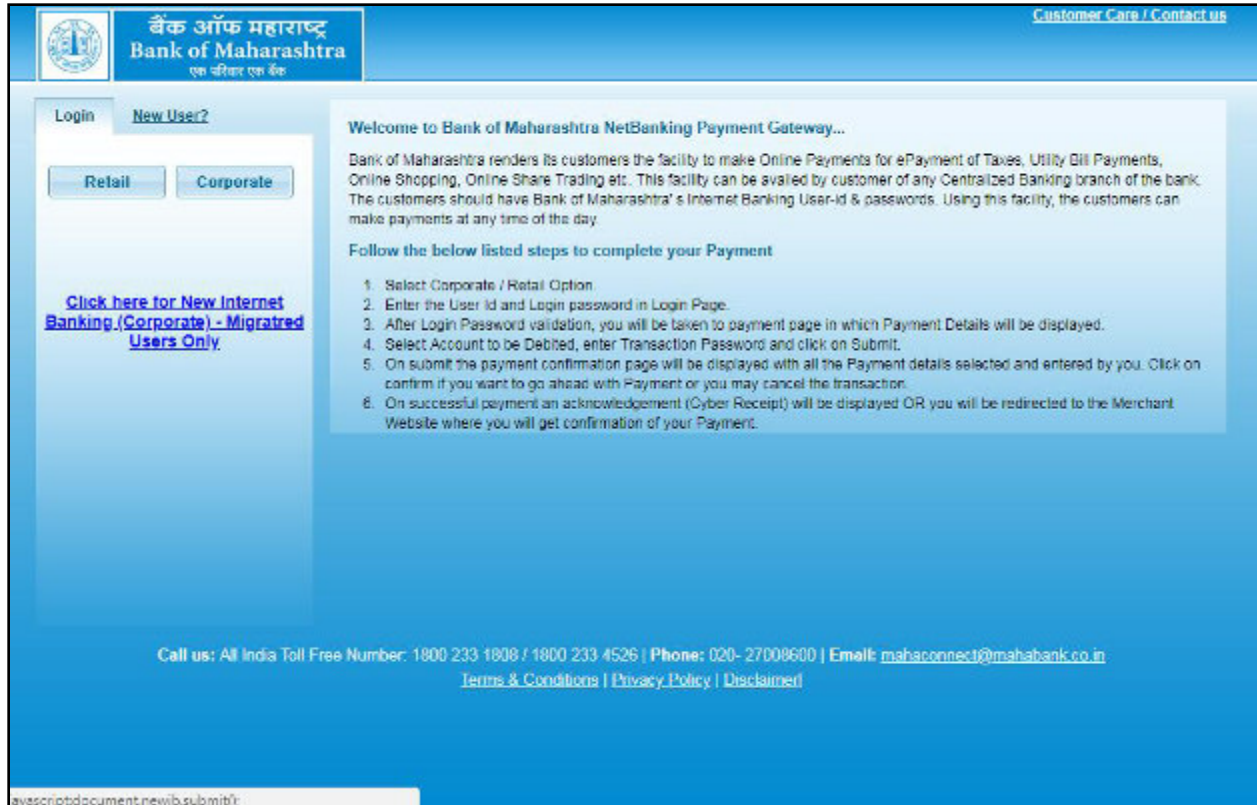 बैंक ऑफ महाराष्ट्र
Bank of Maharashtra
एक परिवार एक बैंक
Customer Care / Contact us
Login New User?
Retail Corporate
Click here for New Internet
Banking (Corporate) - Migratred
Users Only
Welcome to Bank of Maharashtra NetBanking Payment Gateway...
Bank of Maharashtra renders its customers the facility to make Online Payments for ePayment of Taxes, Utility Bill Payments,
Online Shopping, Online Share Trading etc. This facility can be availed by customer of any Centralized Banking branch of the bank.
The customers should have Bank of Maharashtra' s Internet Banking User-id & passwords. Using this facility, the customers can
make payments at any time of the day.
Follow the below listed steps to complete your Payment
1. Select Corporate / Retail Option.
2. Enter the User Id and Login password in Login Page.
3. After Login Password validation, you will be taken to payment page in which Payment Details will be displayed.
4. Select Account to be Debited, enter Transaction Password and click on Submit.
5. On submit the payment confirmation page will be displayed with all the Payment details selected and entered by you. Click on
confirm if you want to go ahead with Payment or you may cancel the transaction.
6. On successful payment an acknowledgement (Cyber Receipt) will be displayed OR you will be redirected to the Merchant
Website where you will get confirmation of your Payment.
Call us: All India Toll Free Number: 1800 233 1808 / 1800 233 4526 | Phone: 020- 27008600 | Email: mahaconnect@mahabank.co.in
Terms & Conditions | Privacy Policy | Disclaimer|
avascript:document.newib.submit();